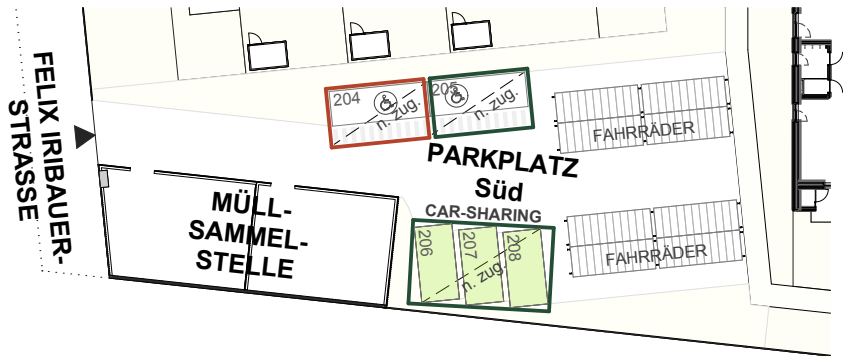 FELIX IRIBAUER-
STRASSE
204
n. zug.
205
n. zug.
FAHRRÄDER
PARKPLATZ
Süd
CAR-SHARING
MÜLL-
SAMMEL-
STELLE
206
207
208
n. zug.
FAHRRÄDER